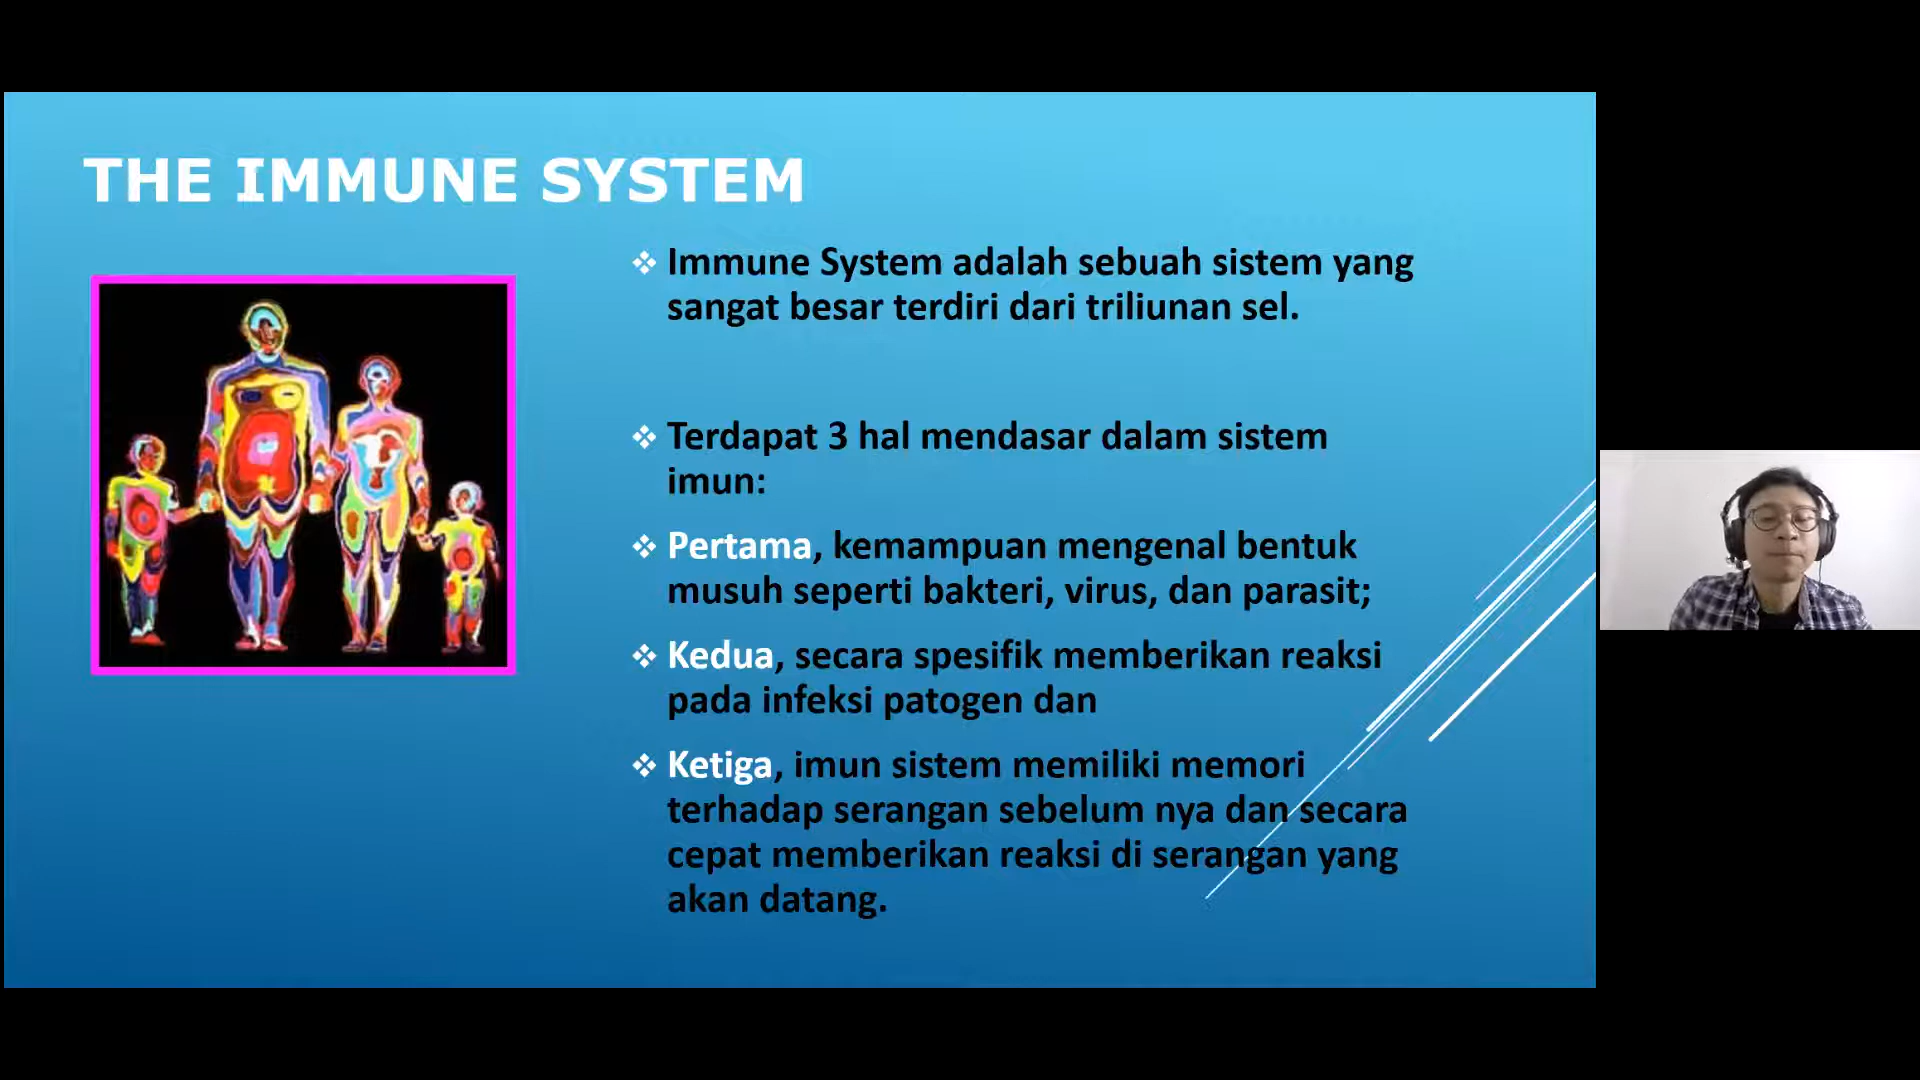 THE IMMUNE SYSTEM
Immune System adalah sebuah sistem yang
sangat besar terdiri dari triliunan sel.
Terdapat 3 hal mendasar dalam sistem
imun:
Pertama, kemampuan mengenal bentuk
musuh seperti bakteri, virus, dan parasit;
Kedua, secara spesifik memberikan reaksi
pada infeksi patogen dan
Ketiga, imun sistem memiliki memori
terhadap serangan sebelum nya dan secara
cepat memberikan reaksi di serangan yang
akan datang.